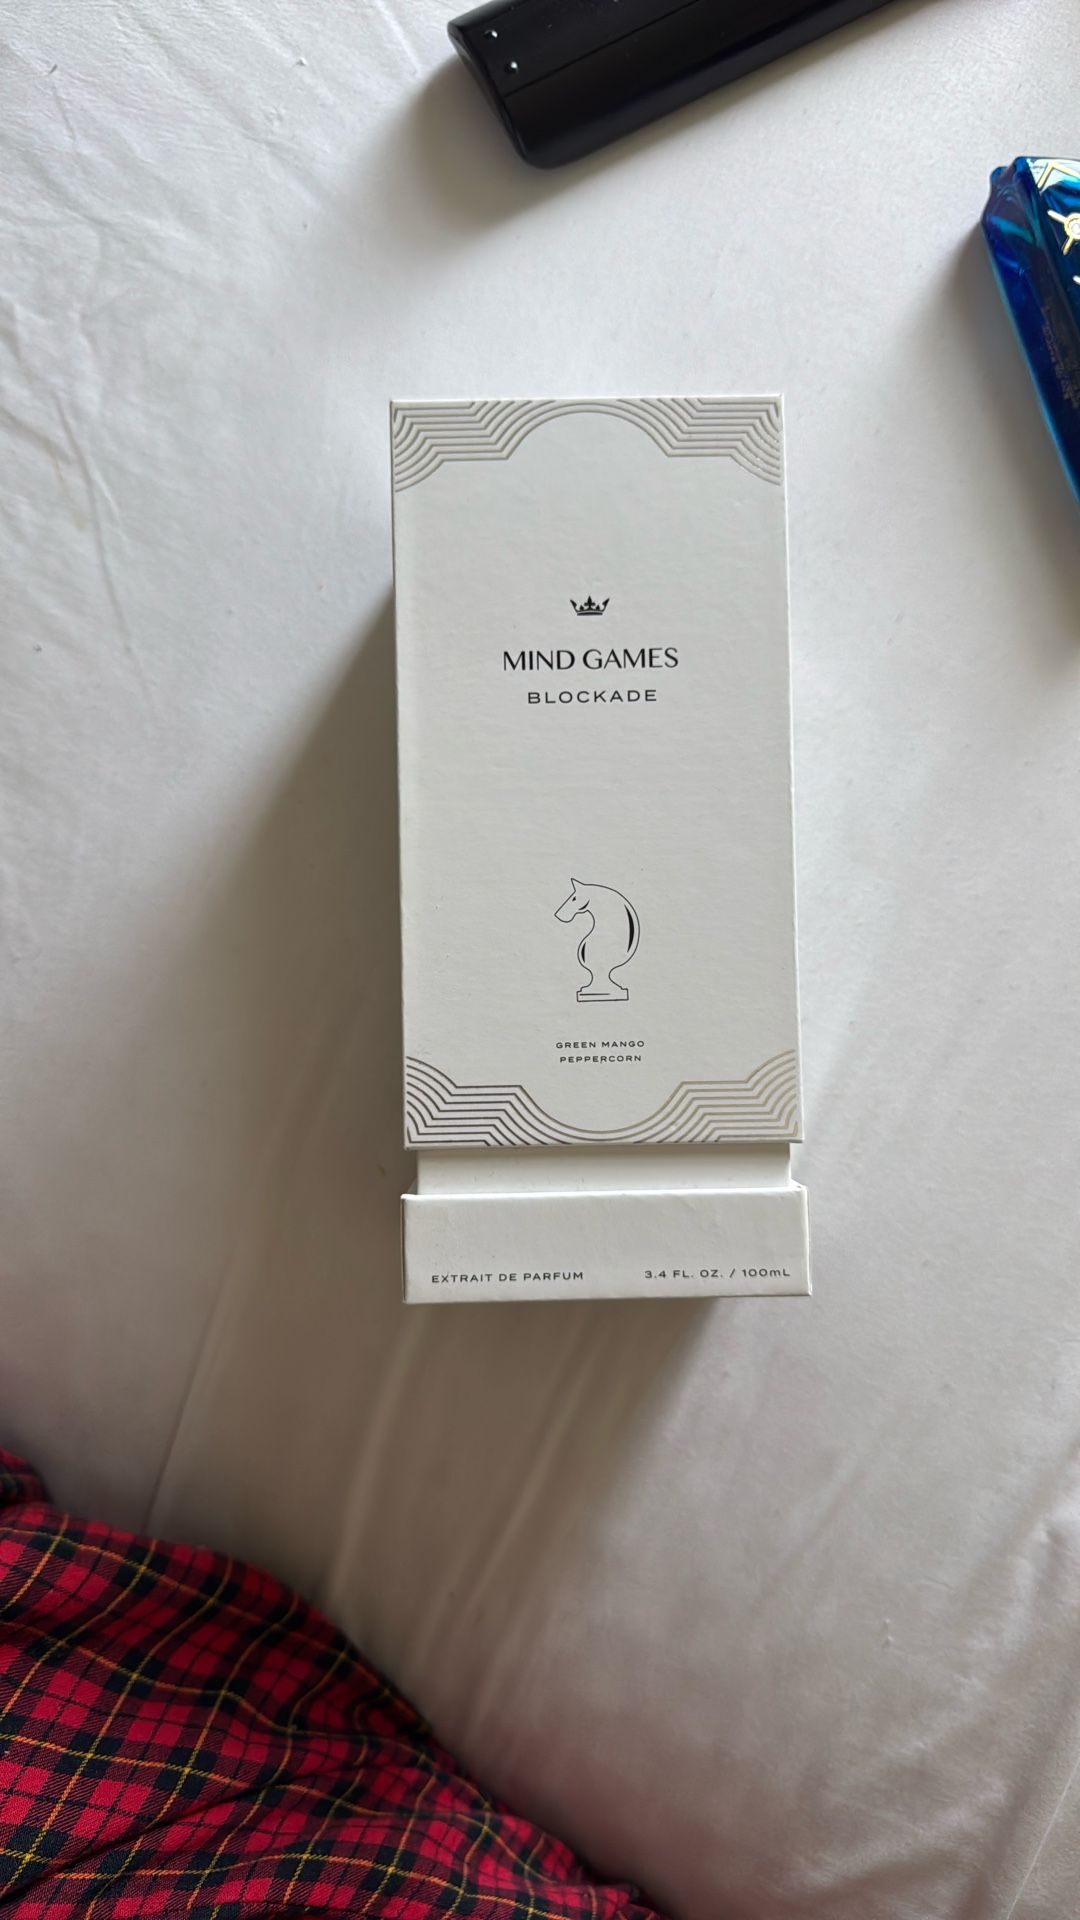 MIND GAMES
BLOCKADE
GREEN MANGO
PEPPERCORN
EXTRAIT DE PARFUM
3.4 FL. OZ. / 100mL